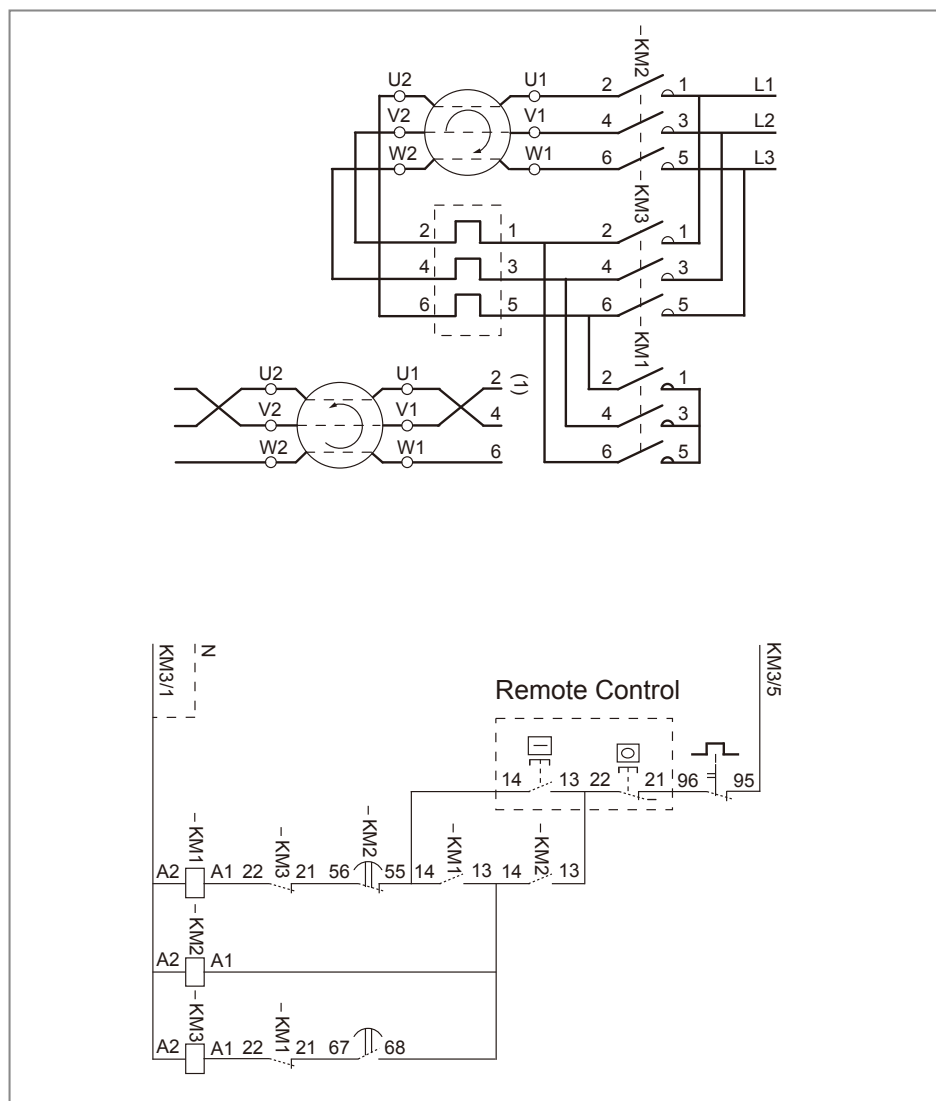 -KM2
U2 U1 2 1 L1
V2 V1 4 3 L2
W2 W1 6 5 L3
-KM3
2 1 2 1
4 3 4 3
6 5 6 5
-KM1
U2 U1 2 (1) 2 1
V2 V1 4 4 3
W2 W1 6 6 5
KM3/1 N KM3/5
Remote Control
14 13 22 21 96 95
-KM1 -KM3 -KM2 -KM1 -KM2
A2 A1 22 21 56 55 14 13 14 13
-KM2
A2 A1
-KM3 -KM1
A2 A1 22 21 67 68